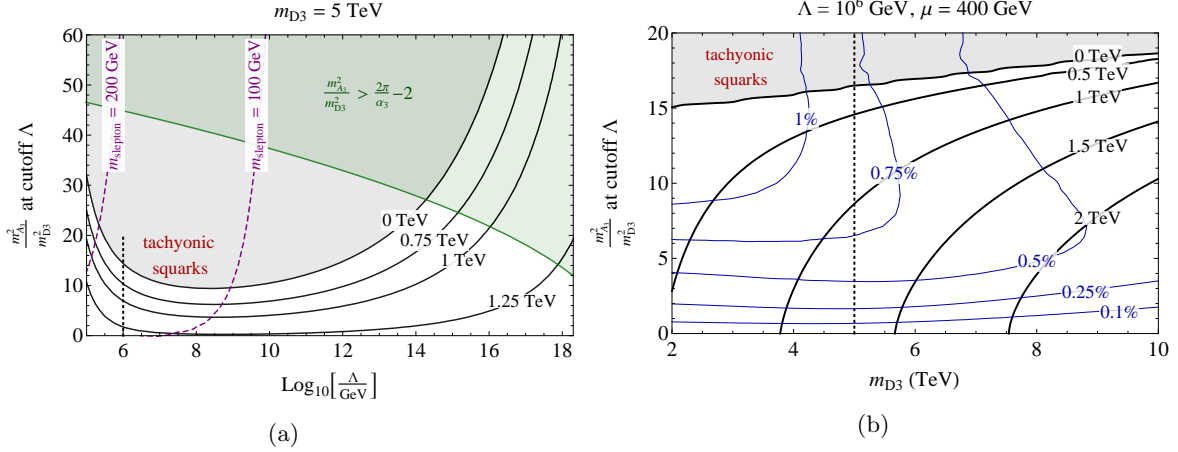 m_D3 = 5 TeV
60
50
40
30
20
10
0
6
8
10
12
14
16
18
m²_A3 / m²_D3 at cutoff Λ
Log₁₀[Λ/GeV]
m_slepton = 200 GeV
m_slepton = 100 GeV
m²_A3 / m²_D3 > 2π/α₃ −2
tachyonic
squarks
0 TeV
0.75 TeV
1 TeV
1.25 TeV
(a)
Λ = 10⁶ GeV, μ = 400 GeV
20
15
10
5
0
2
4
6
8
10
m²_A3 / m²_D3 at cutoff Λ
m_D3 (TeV)
tachyonic
squarks
0 TeV
0.5 TeV
1 TeV
1.5 TeV
2 TeV
1%
0.75%
0.5%
0.25%
0.1%
(b)